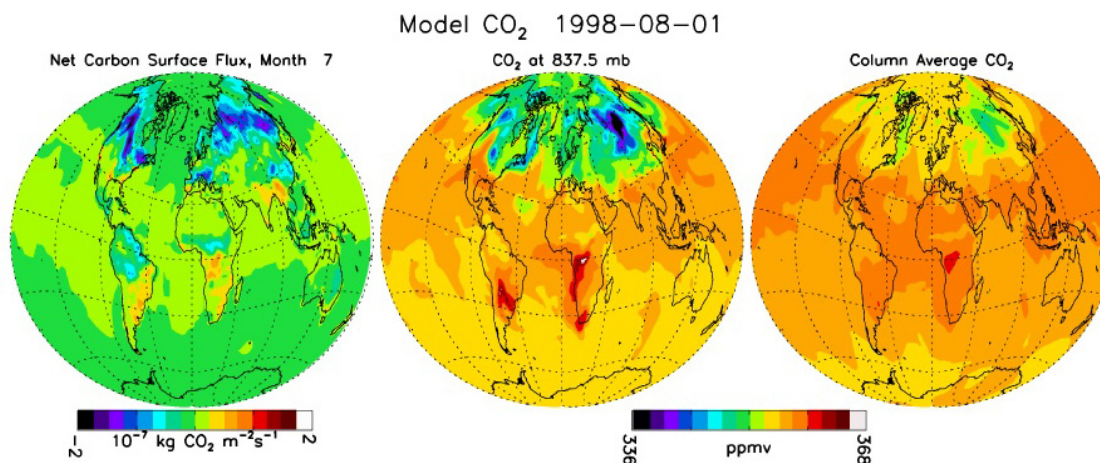 Model CO₂ 1998-08-01
Net Carbon Surface Flux, Month 7
CO₂ at 837.5 mb
Column Average CO₂
-2
10⁻⁷ kg CO₂ m⁻²s⁻¹
2
336
ppmv
368